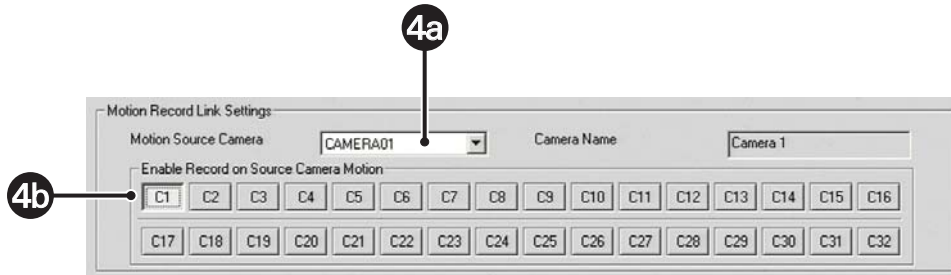 4a
Motion Record Link Settings
Motion Source Camera CAMERA01 Camera Name Camera 1
Enable Record on Source Camera Motion
4b C1 C2 C3 C4 C5 C6 C7 C8 C9 C10 C11 C12 C13 C14 C15 C16
C17 C18 C19 C20 C21 C22 C23 C24 C25 C26 C27 C28 C29 C30 C31 C32